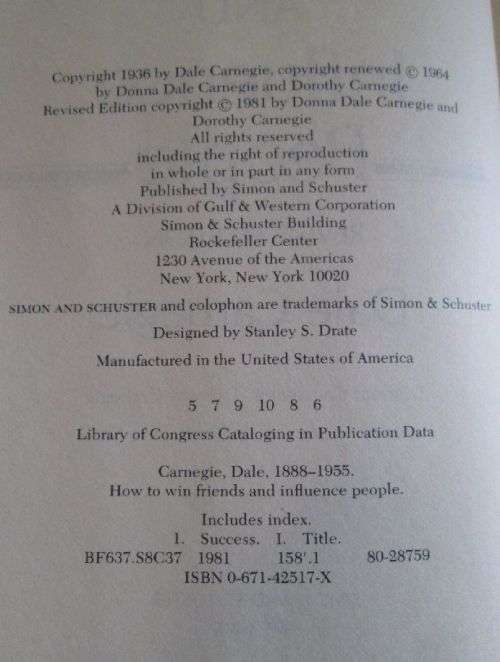 Copyright 1936 by Dale Carnegie, copyright renewed © 1964
by Donna Dale Carnegie and Dorothy Carnegie
Revised Edition copyright © 1981 by Donna Dale Carnegie and
Dorothy Carnegie
All rights reserved
including the right of reproduction
in whole or in part in any form
Published by Simon and Schuster
A Division of Gulf & Western Corporation
Simon & Schuster Building
Rockefeller Center
1230 Avenue of the Americas
New York, New York 10020
SIMON AND SCHUSTER and colophon are trademarks of Simon & Schuster
Designed by Stanley S. Drate
Manufactured in the United States of America
5 7 9 10 8 6
Library of Congress Cataloging in Publication Data
Carnegie, Dale, 1888–1955.
How to win friends and influence people.
Includes index.
1. Success. I. Title.
BF637.S8C37 1981 158'.1 80-28759
ISBN 0-671-42517-X